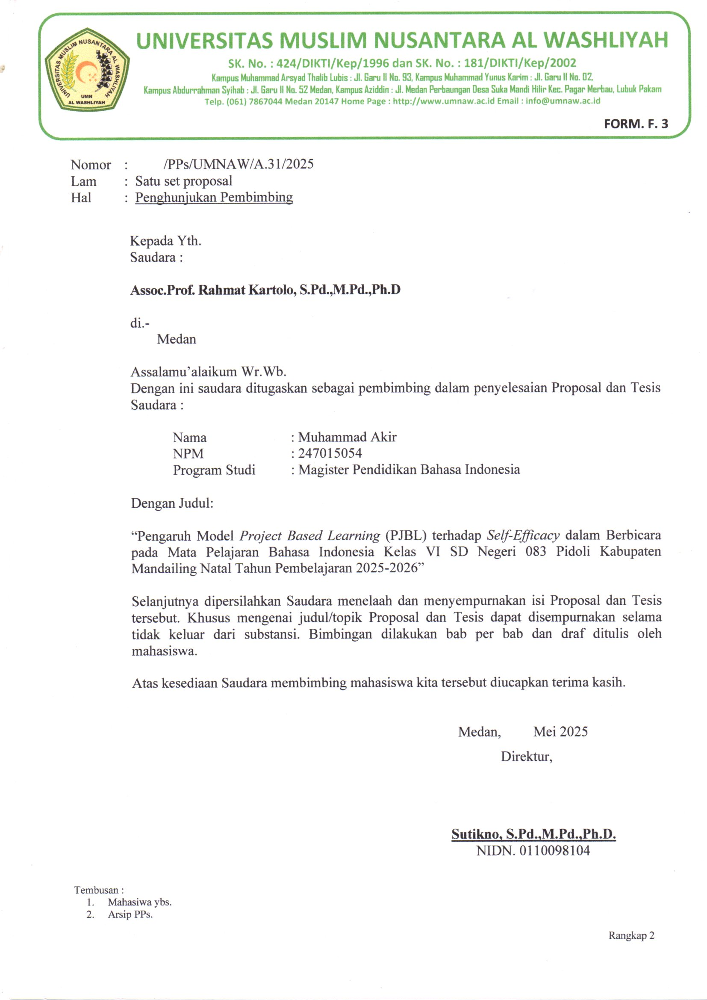 UNIVERSITAS MUSLIM NUSANTARA AL WASHLIYAH
UMN
AL WASHLIYAH
UNIVERSITAS MUSLIM NUSANTARA AL WASHLIYAH
SK. No. : 424/DIKTI/Kep/1996 dan SK. No. : 181/DIKTI/Kep/2002
Kampus Muhammad Arsyad Thalib Lubis : Jl. Garu II No. 93, Kampus Muhammad Yunus Karim : Jl. Garu II No. 02,
Kampus Abdurrahman Syihab : Jl. Garu II No. 52 Medan, Kampus Aziddin : Jl. Medan Perbaungan Desa Suka Mandi Hilir Kec. Pagar Merbau, Lubuk Pakam
Telp. (061) 7867044 Medan 20147 Home Page : http://www.umnaw.ac.id Email : info@umnaw.ac.id
FORM. F. 3
Nomor : /PPs/UMNAW/A.31/2025
Lam : Satu set proposal
Hal : Penghunjukan Pembimbing
Kepada Yth.
Saudara :
Assoc.Prof. Rahmat Kartolo, S.Pd.,M.Pd.,Ph.D
di.-
Medan
Assalamu’alaikum Wr.Wb.
Dengan ini saudara ditugaskan sebagai pembimbing dalam penyelesaian Proposal dan Tesis
Saudara :
Nama : Muhammad Akir
NPM : 247015054
Program Studi : Magister Pendidikan Bahasa Indonesia
Dengan Judul:
“Pengaruh Model Project Based Learning (PJBL) terhadap Self-Efficacy dalam Berbicara
pada Mata Pelajaran Bahasa Indonesia Kelas VI SD Negeri 083 Pidoli Kabupaten
Mandailing Natal Tahun Pembelajaran 2025-2026”
Selanjutnya dipersilahkan Saudara menelaah dan menyempurnakan isi Proposal dan Tesis
tersebut. Khusus mengenai judul/topik Proposal dan Tesis dapat disempurnakan selama
tidak keluar dari substansi. Bimbingan dilakukan bab per bab dan draf ditulis oleh
mahasiswa.
Atas kesediaan Saudara membimbing mahasiswa kita tersebut diucapkan terima kasih.
Medan, Mei 2025
Direktur,
Sutikno, S.Pd.,M.Pd.,Ph.D.
NIDN. 0110098104
Tembusan :
1. Mahasiwa ybs.
2. Arsip PPs.
Rangkap 2